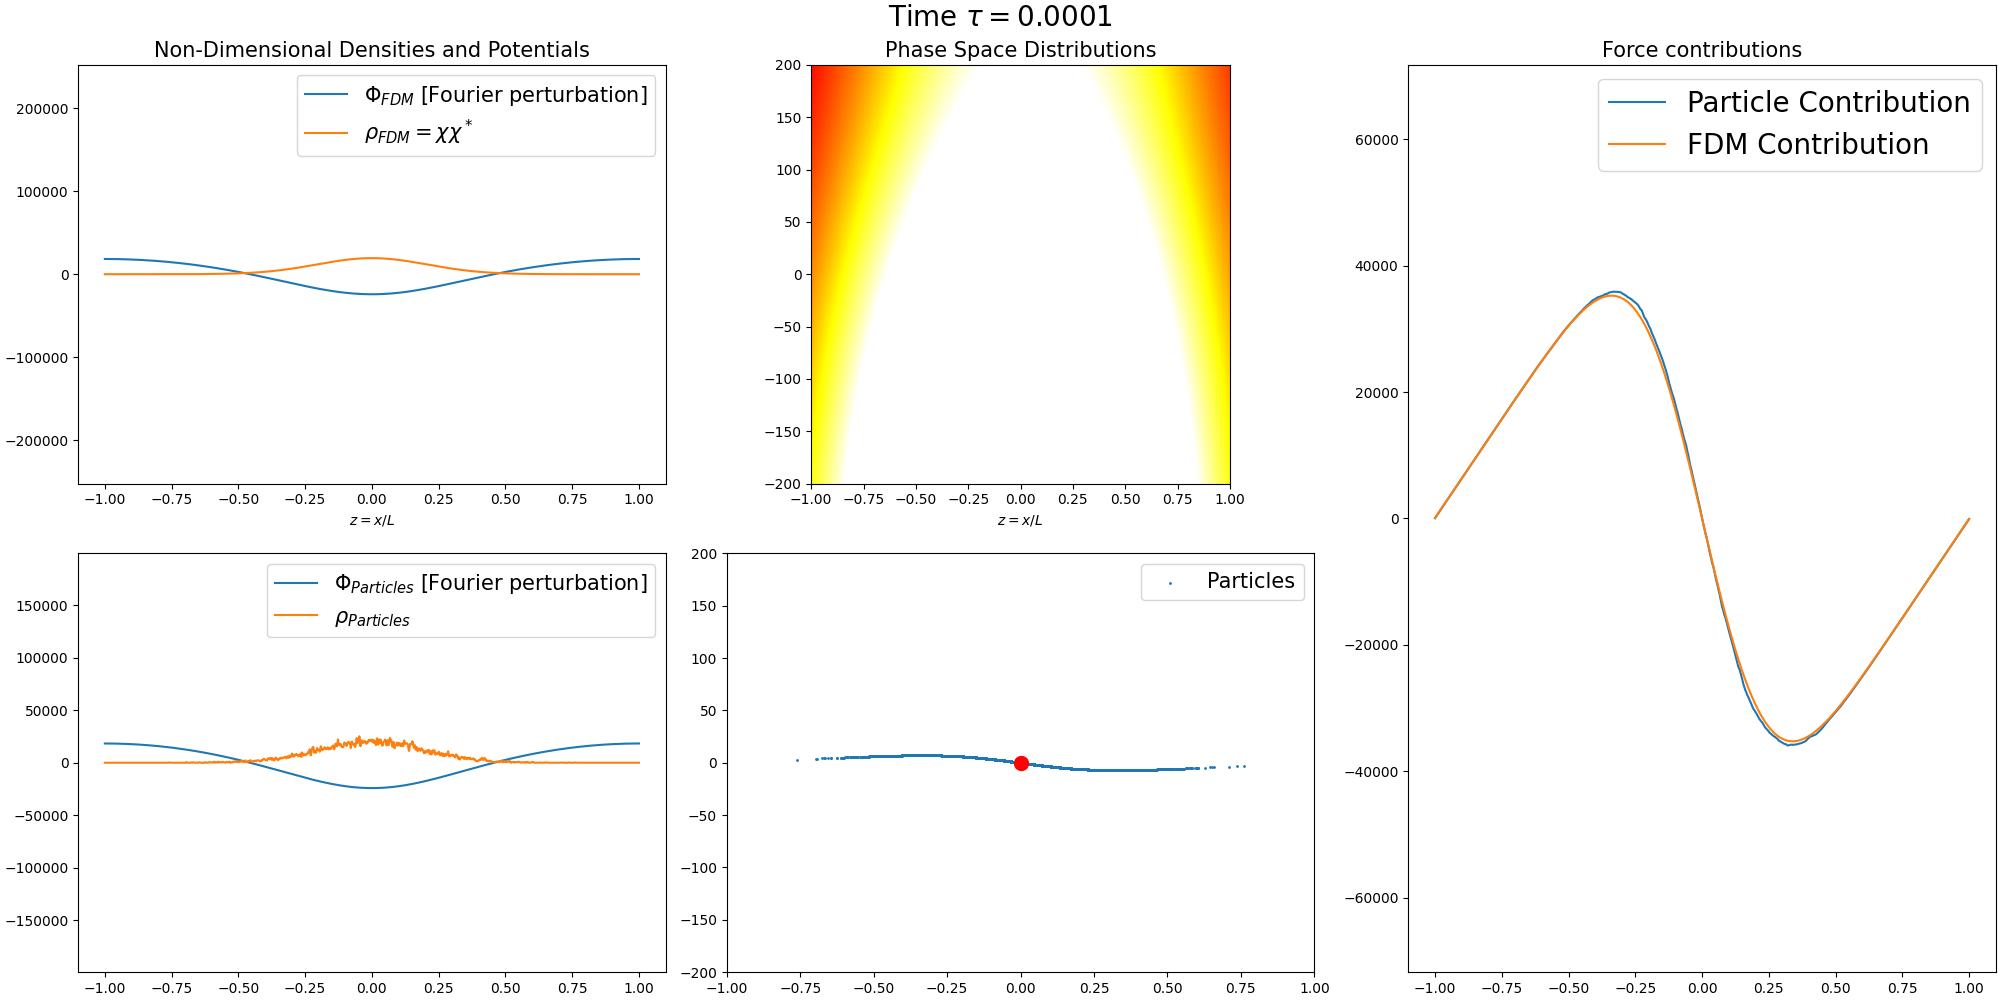 Time τ = 0.0001
Non-Dimensional Densities and Potentials
Φ_FDM [Fourier perturbation]
ρ_FDM = χχ*
200000
100000
0
−100000
−200000
−1.00 −0.75 −0.50 −0.25 0.00 0.25 0.50 0.75 1.00
z = x/L
Phase Space Distributions
200
150
100
50
0
−50
−100
−150
−200
−1.00 −0.75 −0.50 −0.25 0.00 0.25 0.50 0.75 1.00
z = x/L
Force contributions
Particle Contribution
FDM Contribution
60000
40000
20000
0
−20000
−40000
−60000
−1.00 −0.75 −0.50 −0.25 0.00 0.25 0.50 0.75 1.00
Φ_Particles [Fourier perturbation]
ρ_Particles
150000
100000
50000
0
−50000
−100000
−150000
−1.00 −0.75 −0.50 −0.25 0.00 0.25 0.50 0.75 1.00
Particles
200
150
100
50
0
−50
−100
−150
−200
−1.00 −0.75 −0.50 −0.25 0.00 0.25 0.50 0.75 1.00